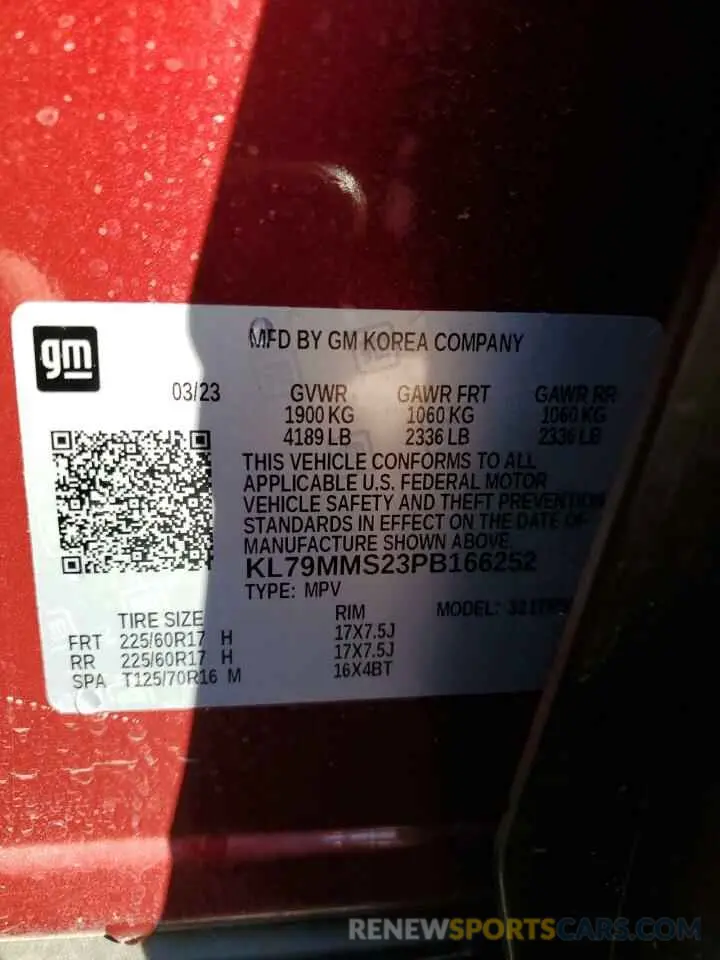 gm
MFD BY GM KOREA COMPANY
03/23 GVWR GAWR FRT GAWR RR
1900 KG 1060 KG 1060 KG
4189 LB 2336 LB 2336 LB
THIS VEHICLE CONFORMS TO ALL
APPLICABLE U.S. FEDERAL MOTOR
VEHICLE SAFETY AND THEFT PREVENTION
STANDARDS IN EFFECT ON THE DATE OF
MANUFACTURE SHOWN ABOVE.
KL79MMS23PB166252
TYPE: MPV MODEL:
TIRE SIZE RIM
FRT 225/60R17 H 17X7.5J
RR 225/60R17 H 17X7.5J
SPA T125/70R16 M 16X4BT
RENEWSPORTSCARS.COM